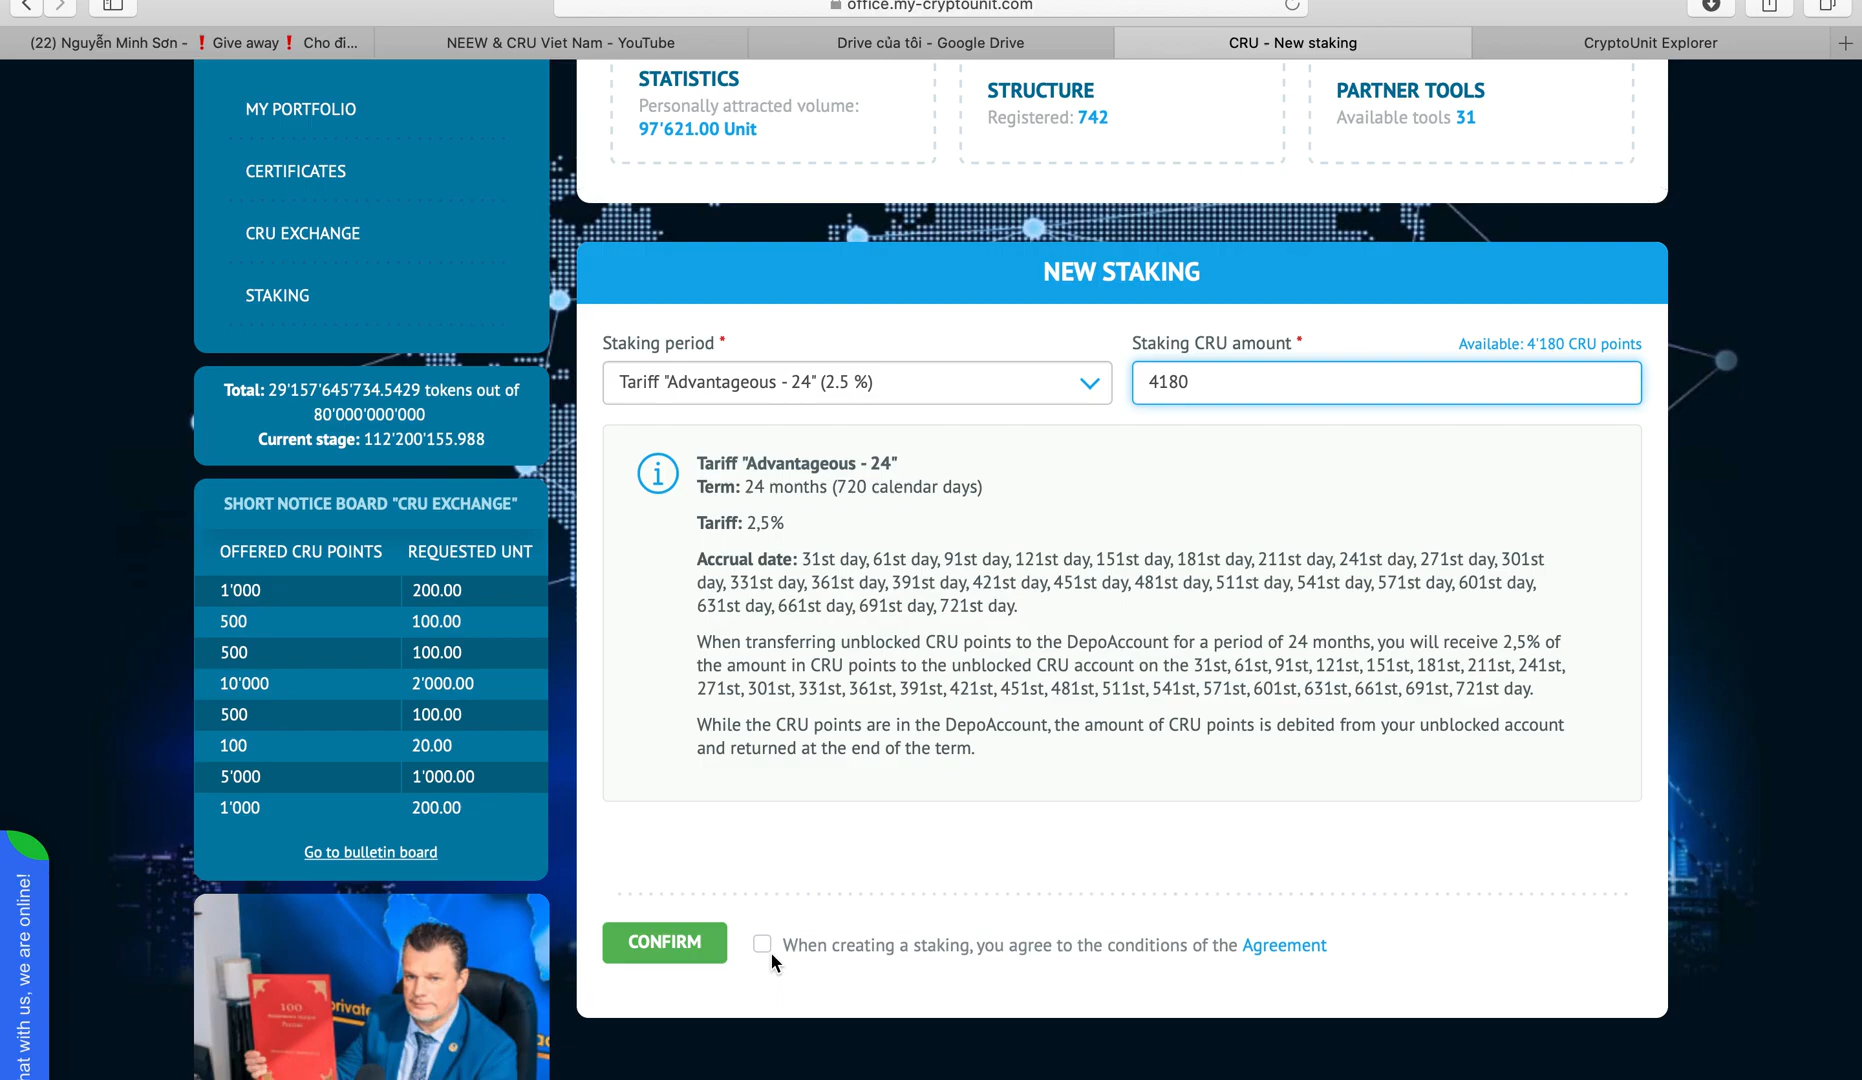 office.my-cryptounit.com
(22) Nguyễn Minh Sơn - ❗Give away❗ Cho đi...
NEEW & CRU Viet Nam - YouTube
Drive của tôi - Google Drive
CRU - New staking
CryptoUnit Explorer
MY PORTFOLIO
CERTIFICATES
CRU EXCHANGE
STAKING
Total: 29'157'645'734.5429 tokens out of
80'000'000'000
Current stage: 112'200'155.988
SHORT NOTICE BOARD "CRU EXCHANGE"
OFFERED CRU POINTS REQUESTED UNT
1'000 200.00
500 100.00
500 100.00
10'000 2'000.00
500 100.00
100 20.00
5'000 1'000.00
1'000 200.00
Go to bulletin board
hat with us, we are online!
100
private
STATISTICS
Personally attracted volume:
97'621.00 Unit
STRUCTURE
Registered: 742
PARTNER TOOLS
Available tools 31
NEW STAKING
Staking period *
Tariff "Advantageous - 24" (2.5 %)
Staking CRU amount *
Available: 4'180 CRU points
4180
Tariff "Advantageous - 24"
Term: 24 months (720 calendar days)
Tariff: 2,5%
Accrual date: 31st day, 61st day, 91st day, 121st day, 151st day, 181st day, 211st day, 241st day, 271st day, 301st
day, 331st day, 361st day, 391st day, 421st day, 451st day, 481st day, 511st day, 541st day, 571st day, 601st day,
631st day, 661st day, 691st day, 721st day.
When transferring unblocked CRU points to the DepoAccount for a period of 24 months, you will receive 2,5% of
the amount in CRU points to the unblocked CRU account on the 31st, 61st, 91st, 121st, 151st, 181st, 211st, 241st,
271st, 301st, 331st, 361st, 391st, 421st, 451st, 481st, 511st, 541st, 571st, 601st, 631st, 661st, 691st, 721st day.
While the CRU points are in the DepoAccount, the amount of CRU points is debited from your unblocked account
and returned at the end of the term.
CONFIRM
When creating a staking, you agree to the conditions of the Agreement